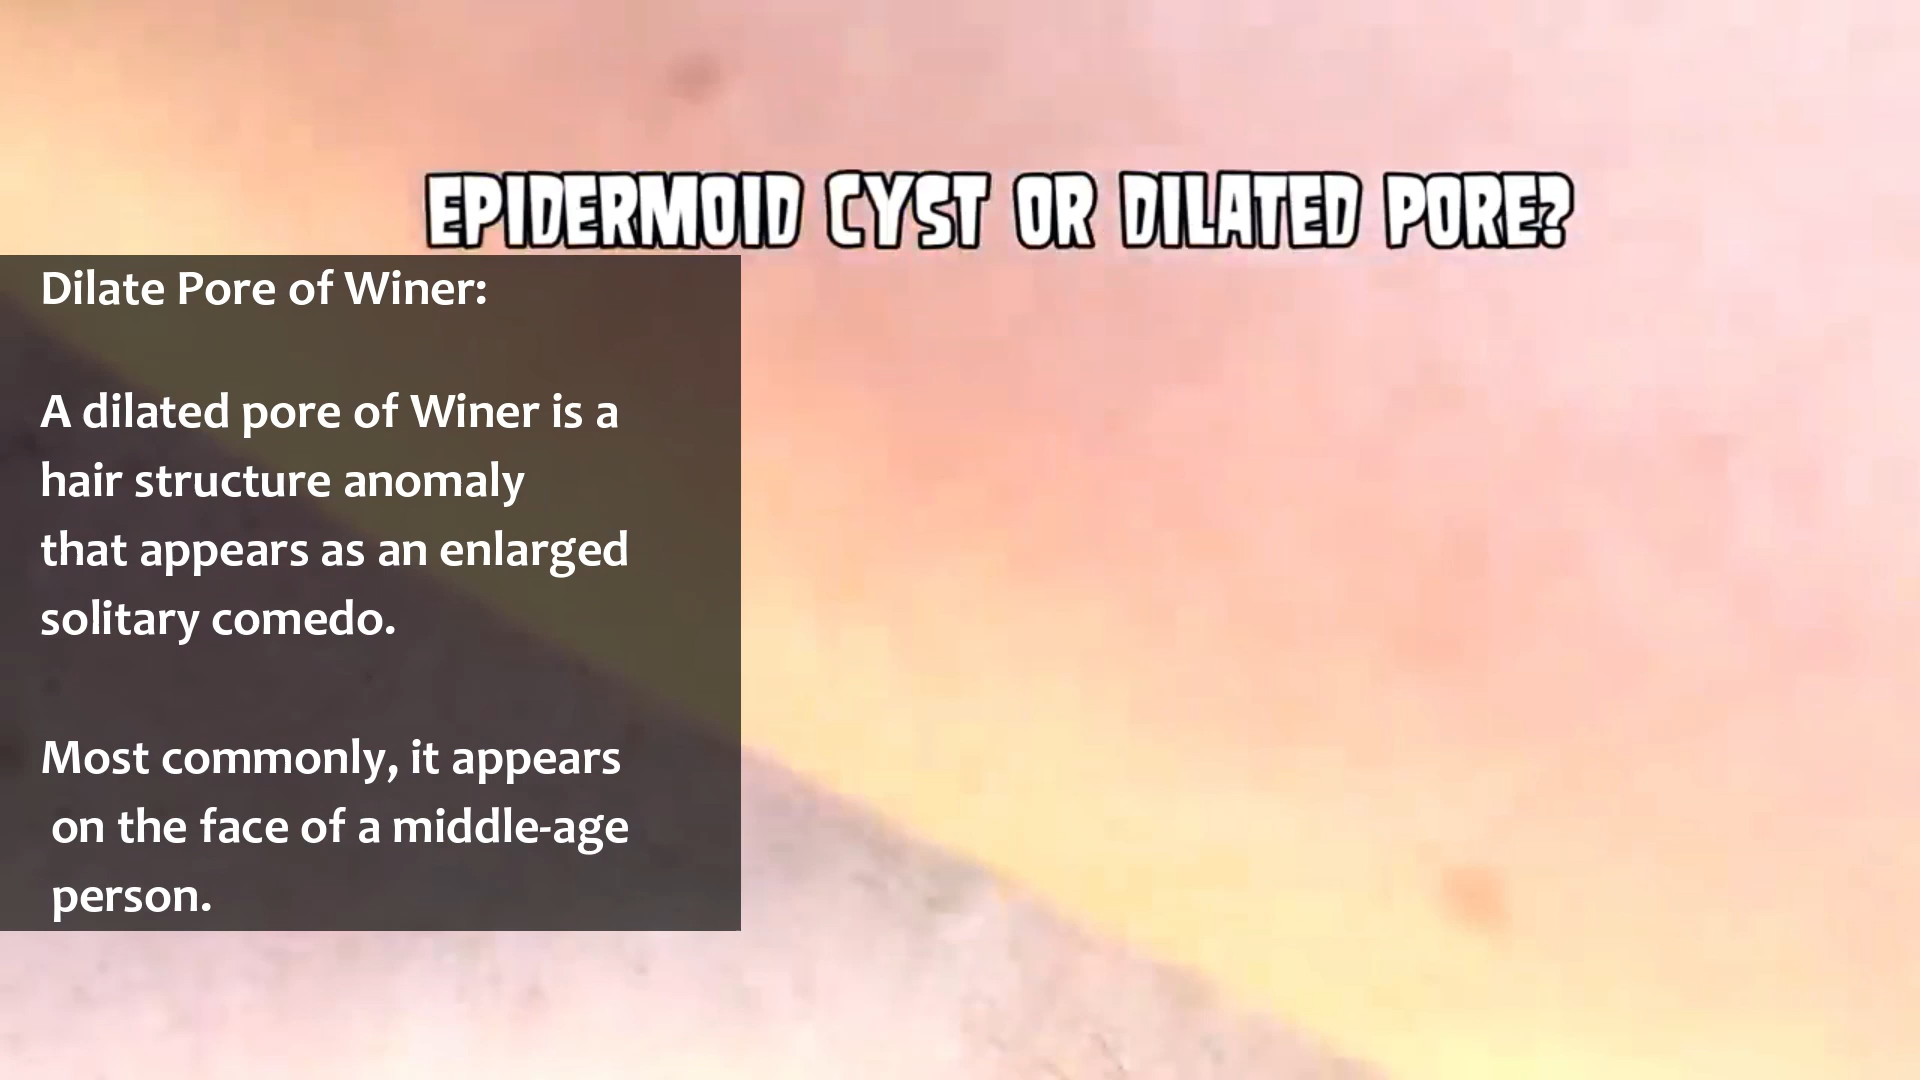 EPIDERMOID CYST OR DILATED PORE?
Dilate Pore of Winer:
A dilated pore of Winer is a
hair structure anomaly
that appears as an enlarged
solitary comedo.
Most commonly, it appears
on the face of a middle-age
person.